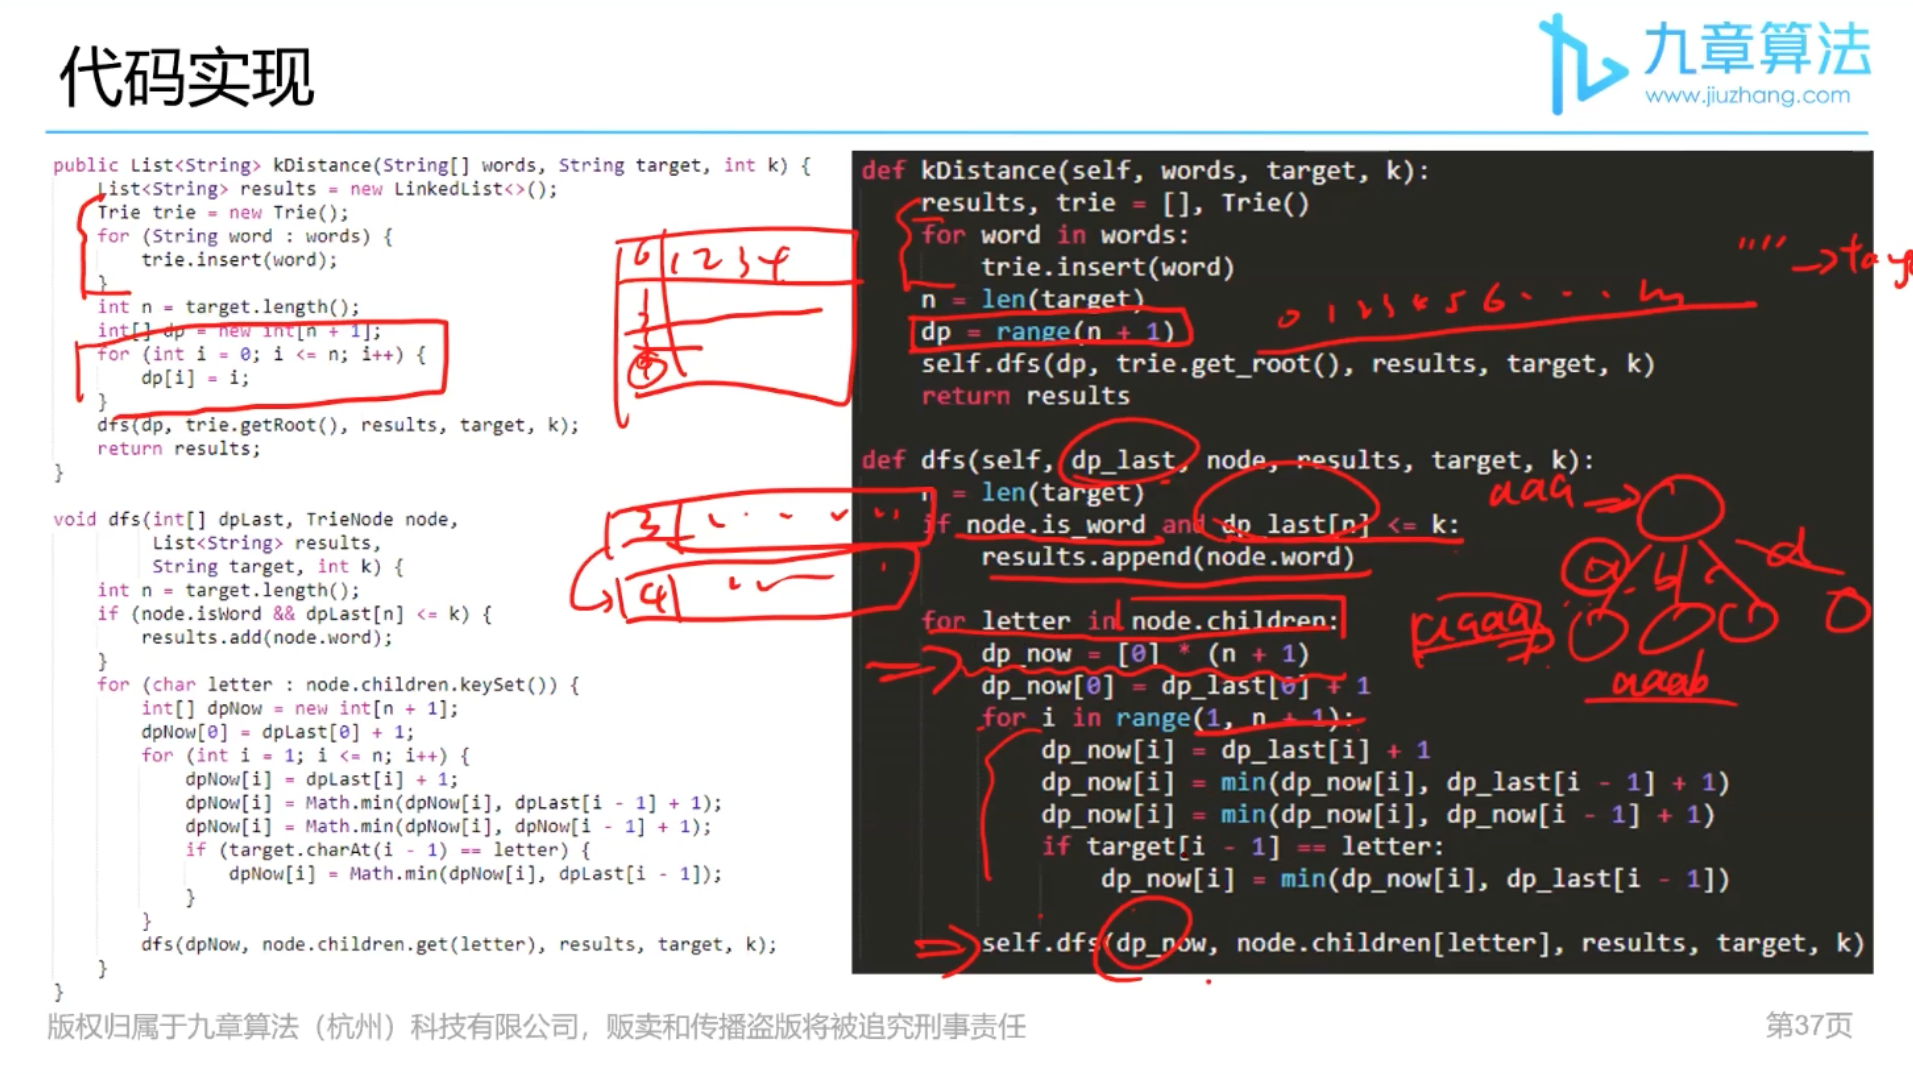 代码实现
九章算法
www.jiuzhang.com
public List<String> kDistance(String[] words, String target, int k) {
List<String> results = new LinkedList<>();
Trie trie = new Trie();
for (String word : words) {
trie.insert(word);
}
int n = target.length();
int[] dp = new int[n + 1];
for (int i = 0; i <= n; i++) {
dp[i] = i;
}
dfs(dp, trie.getRoot(), results, target, k);
return results;
}
void dfs(int[] dpLast, TrieNode node,
List<String> results,
String target, int k) {
int n = target.length();
if (node.isWord && dpLast[n] <= k) {
results.add(node.word);
}
for (char letter : node.children.keySet()) {
int[] dpNow = new int[n + 1];
dpNow[0] = dpLast[0] + 1;
for (int i = 1; i <= n; i++) {
dpNow[i] = dpLast[i] + 1;
dpNow[i] = Math.min(dpNow[i], dpLast[i - 1] + 1);
dpNow[i] = Math.min(dpNow[i], dpNow[i - 1] + 1);
if (target.charAt(i - 1) == letter) {
dpNow[i] = Math.min(dpNow[i], dpLast[i - 1]);
}
}
dfs(dpNow, node.children.get(letter), results, target, k);
}
}
0 1 2 3 4
1
3
4
3
4
def kDistance(self, words, target, k):
results, trie = [], Trie()
for word in words:
trie.insert(word)
n = len(target)
dp = range(n + 1)
self.dfs(dp, trie.get_root(), results, target, k)
return results
def dfs(self, dp_last, node, results, target, k):
n = len(target)
if node.is_word and dp_last[n] <= k:
results.append(node.word)
for letter in node.children:
dp_now = [0] * (n + 1)
dp_now[0] = dp_last[0] + 1
for i in range(1, n + 1):
dp_now[i] = dp_last[i] + 1
dp_now[i] = min(dp_now[i], dp_last[i - 1] + 1)
dp_now[i] = min(dp_now[i], dp_now[i - 1] + 1)
if target[i - 1] == letter:
dp_now[i] = min(dp_now[i], dp_last[i - 1])
self.dfs(dp_now, node.children[letter], results, target, k)
"" → targ
0 1 2 3 4 5 6 . . . n
aaa
a b c d
aaaa
aaab
版权归属于九章算法（杭州）科技有限公司，贩卖和传播盗版将被追究刑事责任
第37页